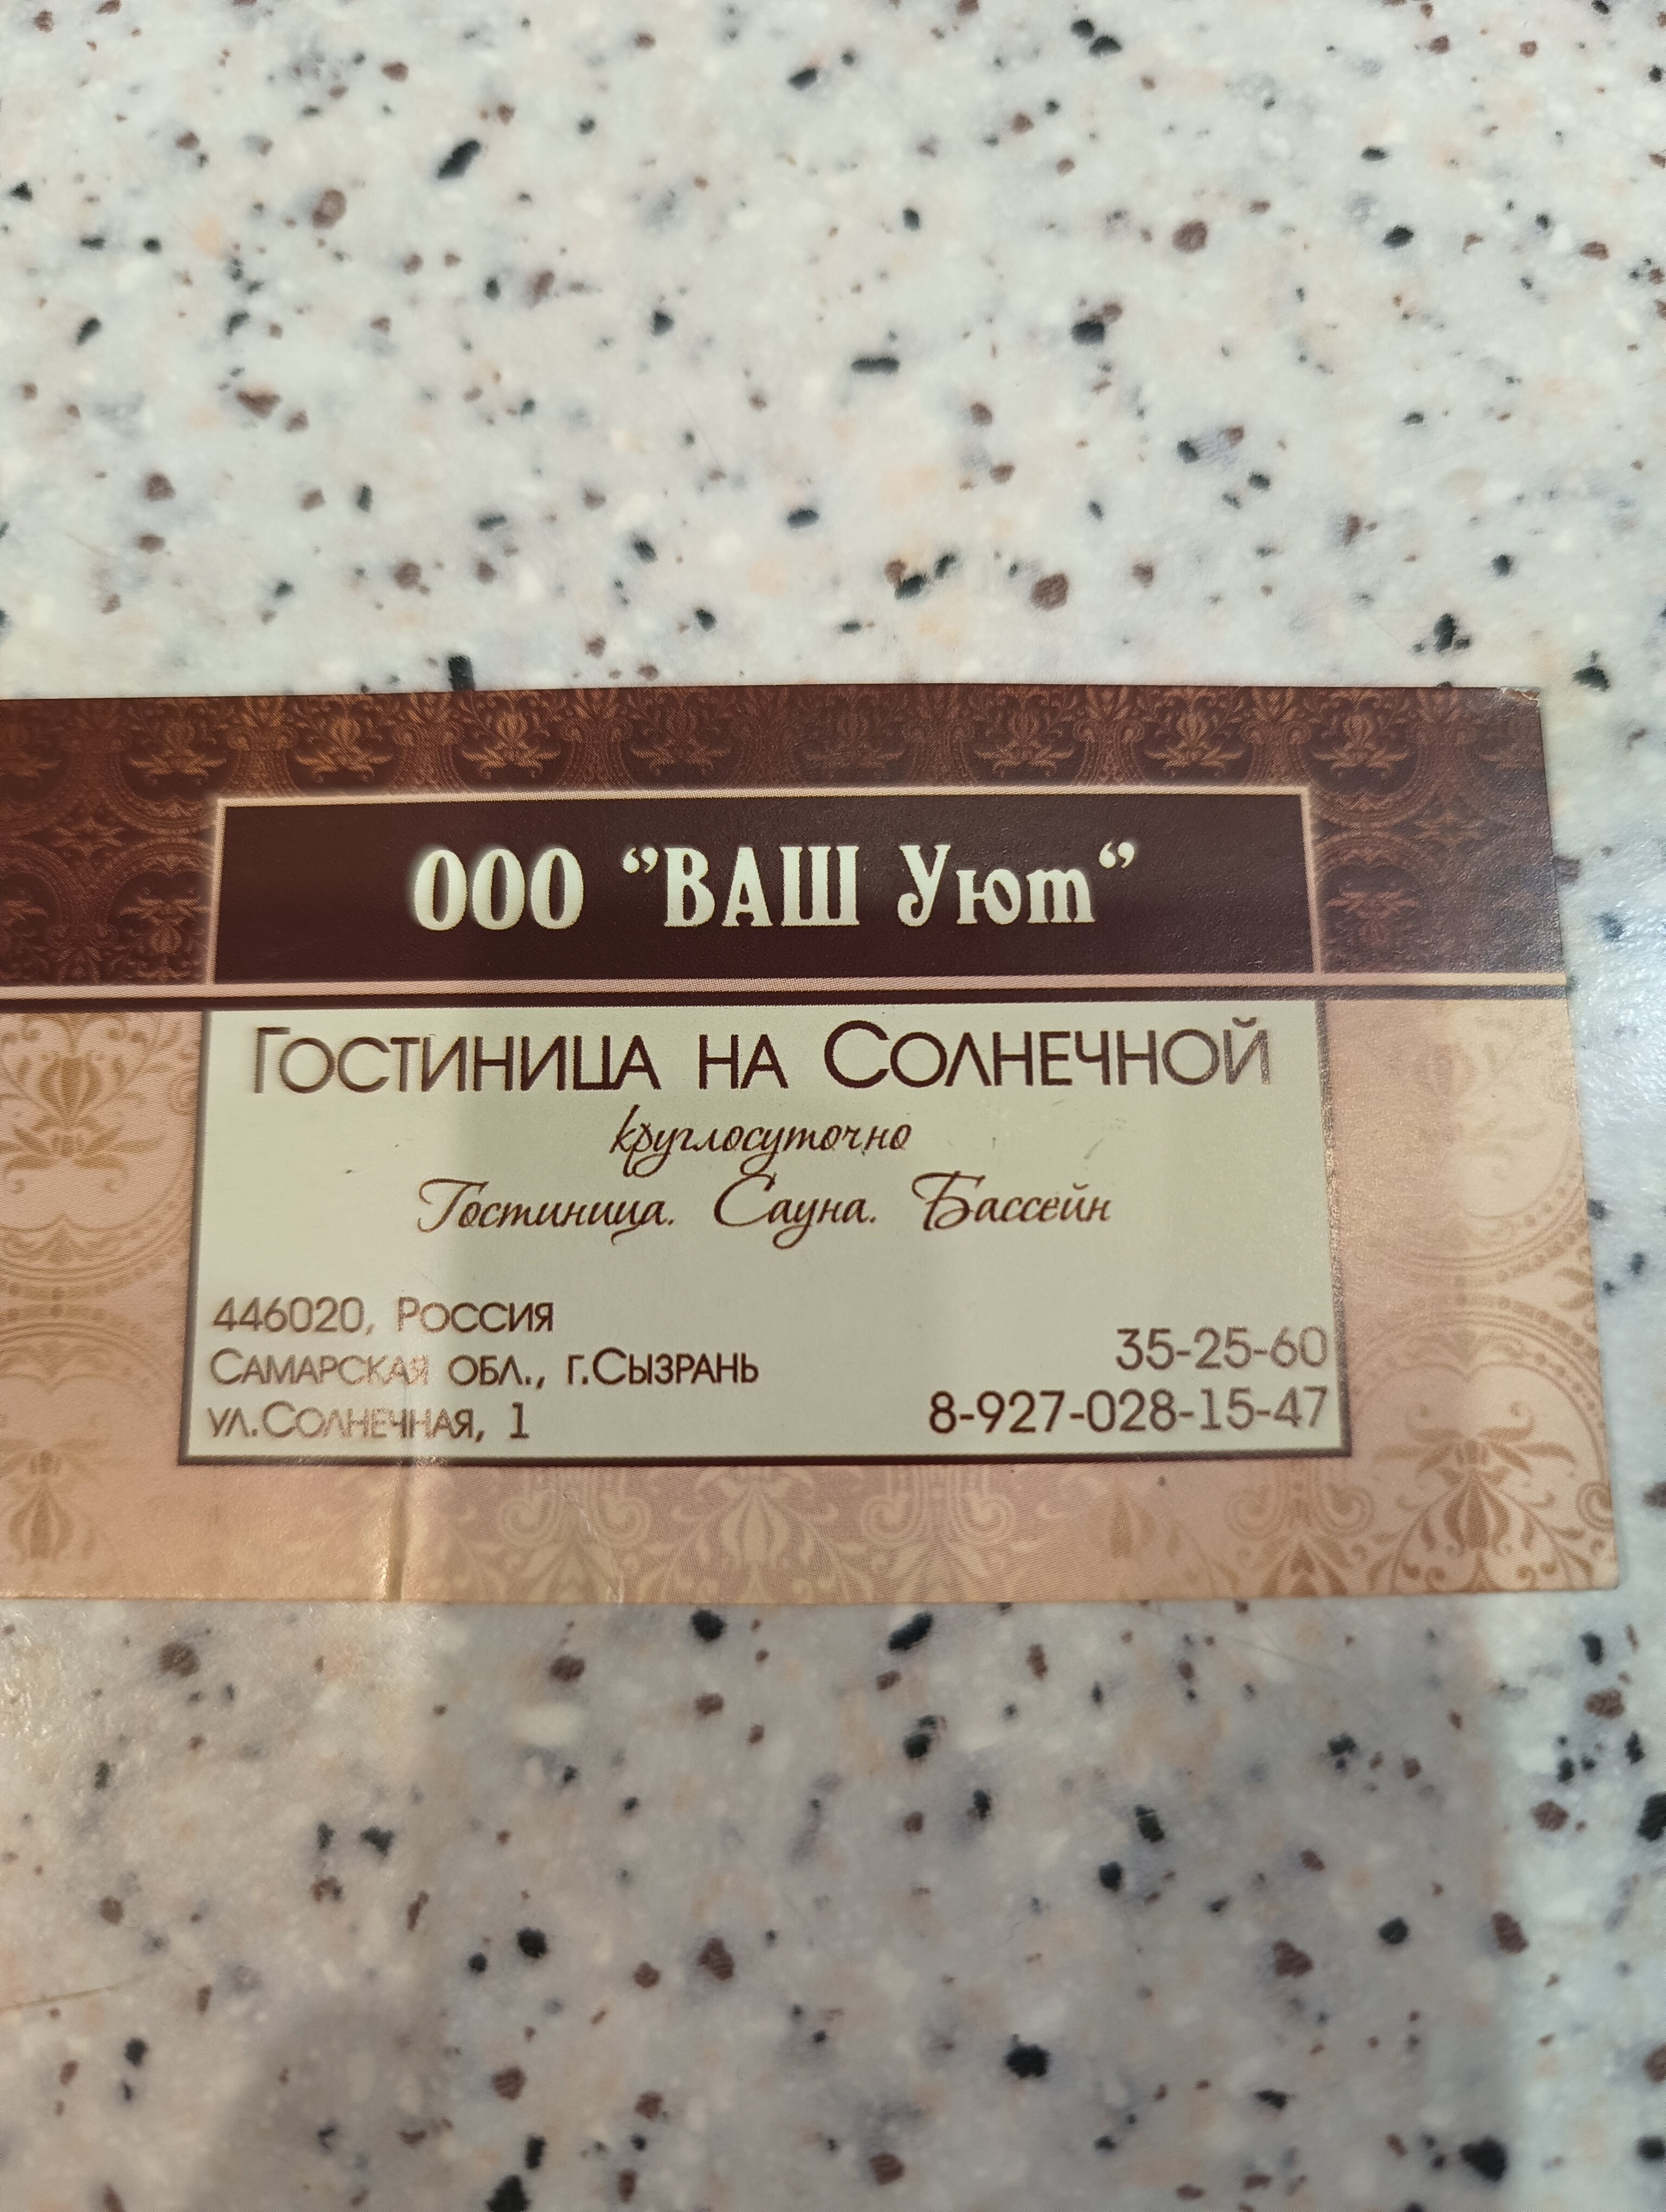 ООО "ВАШ Уют"
Гостиница на Солнечной
круглосуточно
Гостиница. Сауна. Бассейн
446020, Россия
Самарская обл., г.Сызрань
ул.Солнечная, 1
35-25-60
8-927-028-15-47